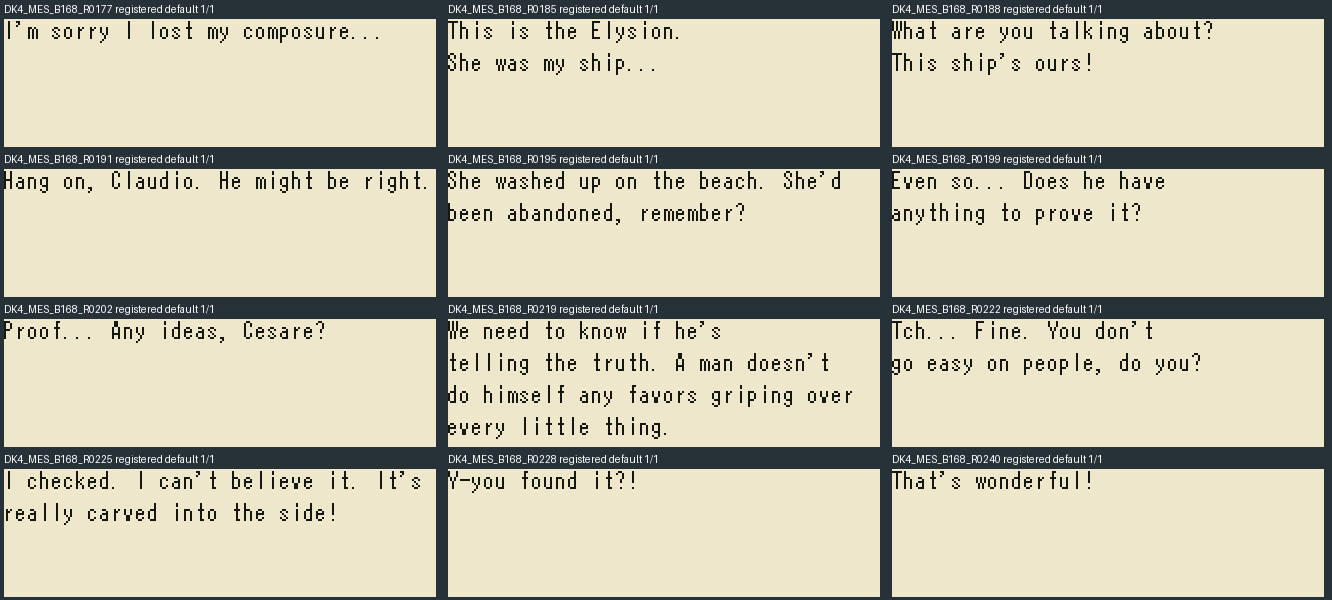 DK4_MES_B168_R0177 registered default 1/1
I'm sorry I lost my composure...
DK4_MES_B168_R0185 registered default 1/1
This is the Elysion.
She was my ship...
DK4_MES_B168_R0188 registered default 1/1
What are you talking about?
This ship's ours!
DK4_MES_B168_R0191 registered default 1/1
Hang on, Claudio. He might be right.
DK4_MES_B168_R0195 registered default 1/1
She washed up on the beach. She'd
been abandoned, remember?
DK4_MES_B168_R0199 registered default 1/1
Even so... Does he have
anything to prove it?
DK4_MES_B168_R0202 registered default 1/1
Proof... Any ideas, Cesare?
DK4_MES_B168_R0219 registered default 1/1
We need to know if he's
telling the truth. A man doesn't
do himself any favors griping over
every little thing.
DK4_MES_B168_R0222 registered default 1/1
Tch... Fine. You don't
go easy on people, do you?
DK4_MES_B168_R0225 registered default 1/1
I checked. I can't believe it. It's
really carved into the side!
DK4_MES_B168_R0228 registered default 1/1
Y-you found it?!
DK4_MES_B168_R0240 registered default 1/1
That's wonderful!